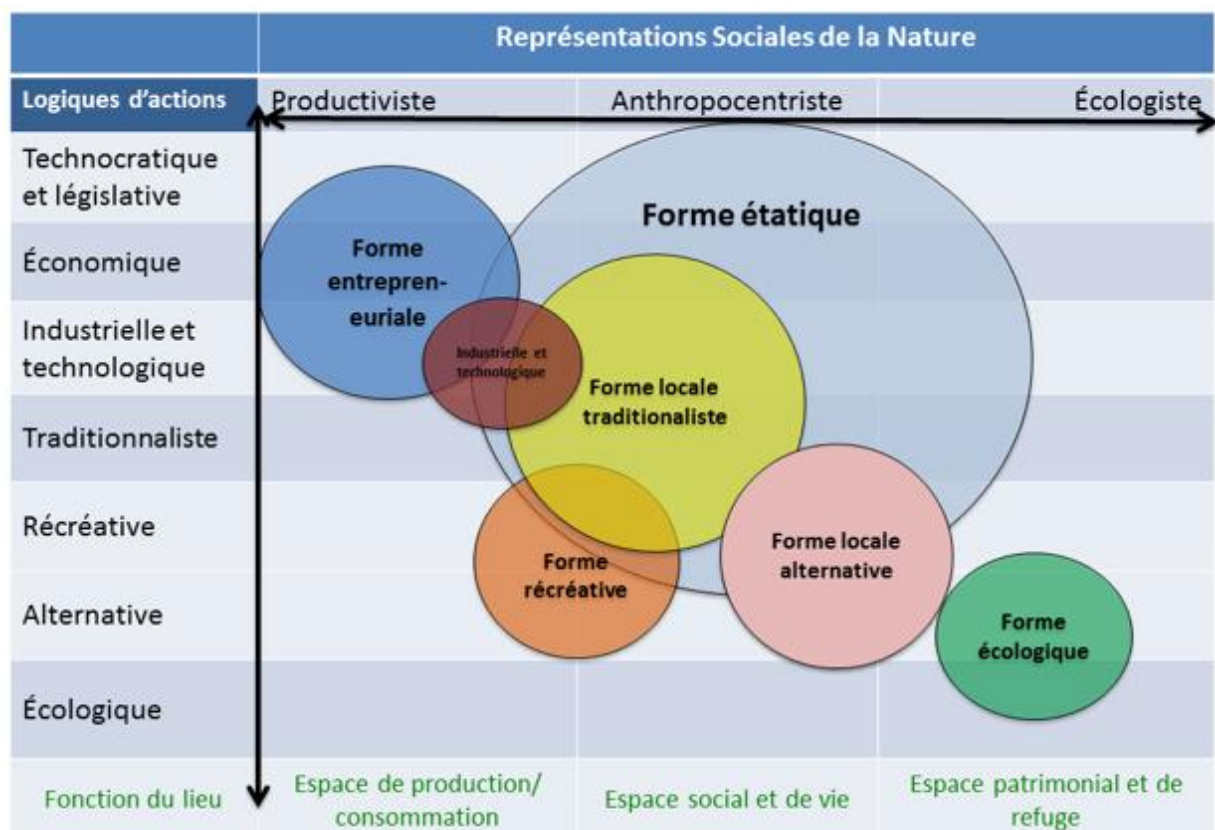 Représentations Sociales de la Nature
Logiques d'actions
Productiviste
Anthropocentriste
Écologiste
Technocratique
et législative
Économique
Industrielle et
technologique
Traditionnaliste
Récréative
Alternative
Écologique
Forme étatique
Forme
entrepren-
euriale
Industrielle et
technologique
Forme locale
traditionaliste
Forme
récréative
Forme locale
alternative
Forme
écologique
Fonction du lieu
Espace de production/
consommation
Espace social et de vie
Espace patrimonial et de
refuge